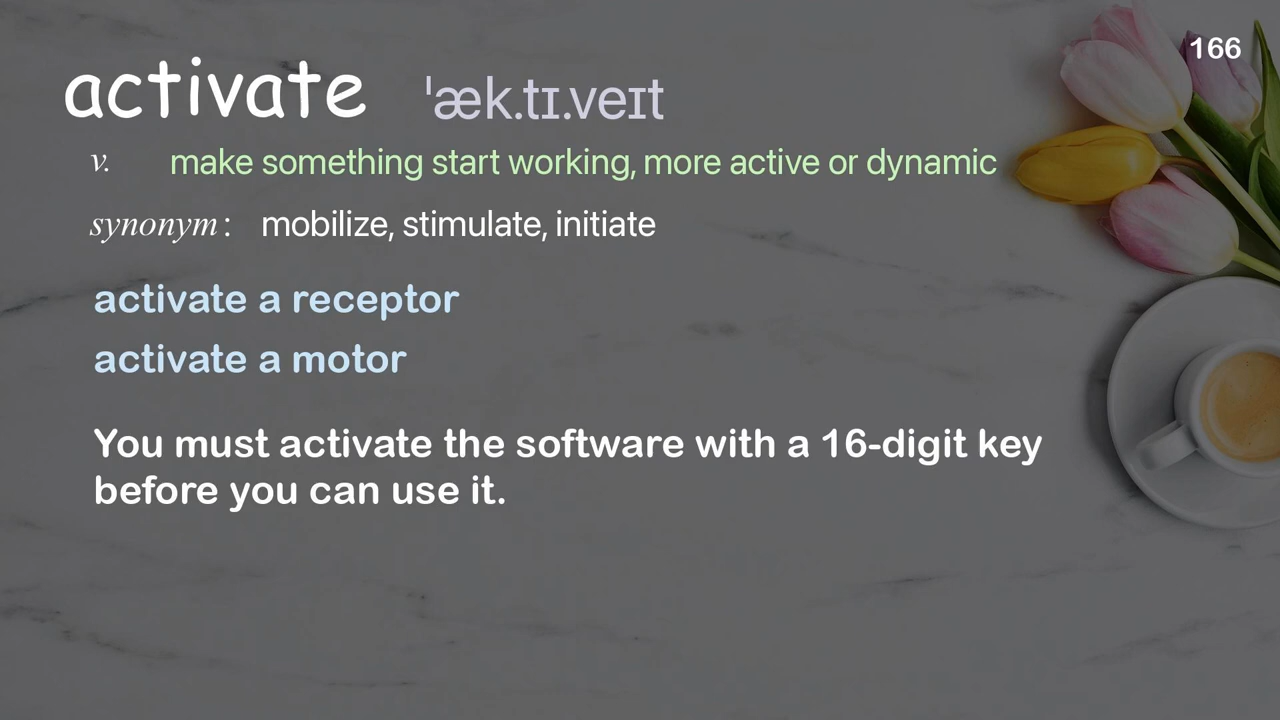 166
activate ˈæk.tɪ.veɪt
v. make something start working, more active or dynamic
synonym: mobilize, stimulate, initiate
activate a receptor
activate a motor
You must activate the software with a 16-digit key
before you can use it.